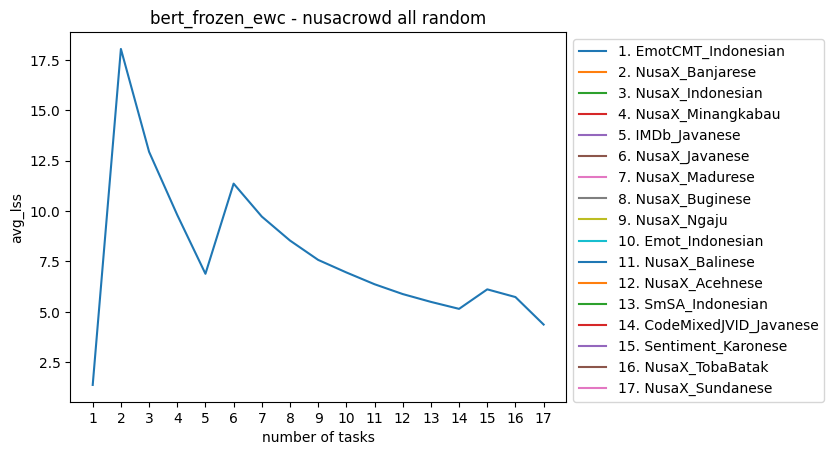 bert_frozen_ewc - nusacrowd all random
avg_lss
17.5
15.0
12.5
10.0
7.5
5.0
2.5
1 2 3 4 5 6 7 8 9 10 11 12 13 14 15 16 17
number of tasks
1. EmotCMT_Indonesian
2. NusaX_Banjarese
3. NusaX_Indonesian
4. NusaX_Minangkabau
5. IMDb_Javanese
6. NusaX_Javanese
7. NusaX_Madurese
8. NusaX_Buginese
9. NusaX_Ngaju
10. Emot_Indonesian
11. NusaX_Balinese
12. NusaX_Acehnese
13. SmSA_Indonesian
14. CodeMixedJVID_Javanese
15. Sentiment_Karonese
16. NusaX_TobaBatak
17. NusaX_Sundanese